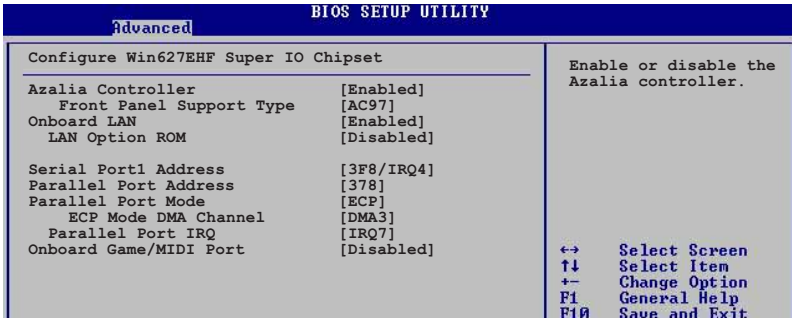 BIOS SETUP UTILITY
Advanced
Configure Win627EHF Super IO Chipset
Azalia Controller [Enabled]
Front Panel Support Type [AC97]
Onboard LAN [Enabled]
LAN Option ROM [Disabled]
Serial Port1 Address [3F8/IRQ4]
Parallel Port Address [378]
Parallel Port Mode [ECP]
ECP Mode DMA Channel [DMA3]
Parallel Port IRQ [IRQ7]
Onboard Game/MIDI Port [Disabled]
Enable or disable the
Azalia controller.
←→ Select Screen
↑↓ Select Item
+- Change Option
F1 General Help
F10 Save and Exit